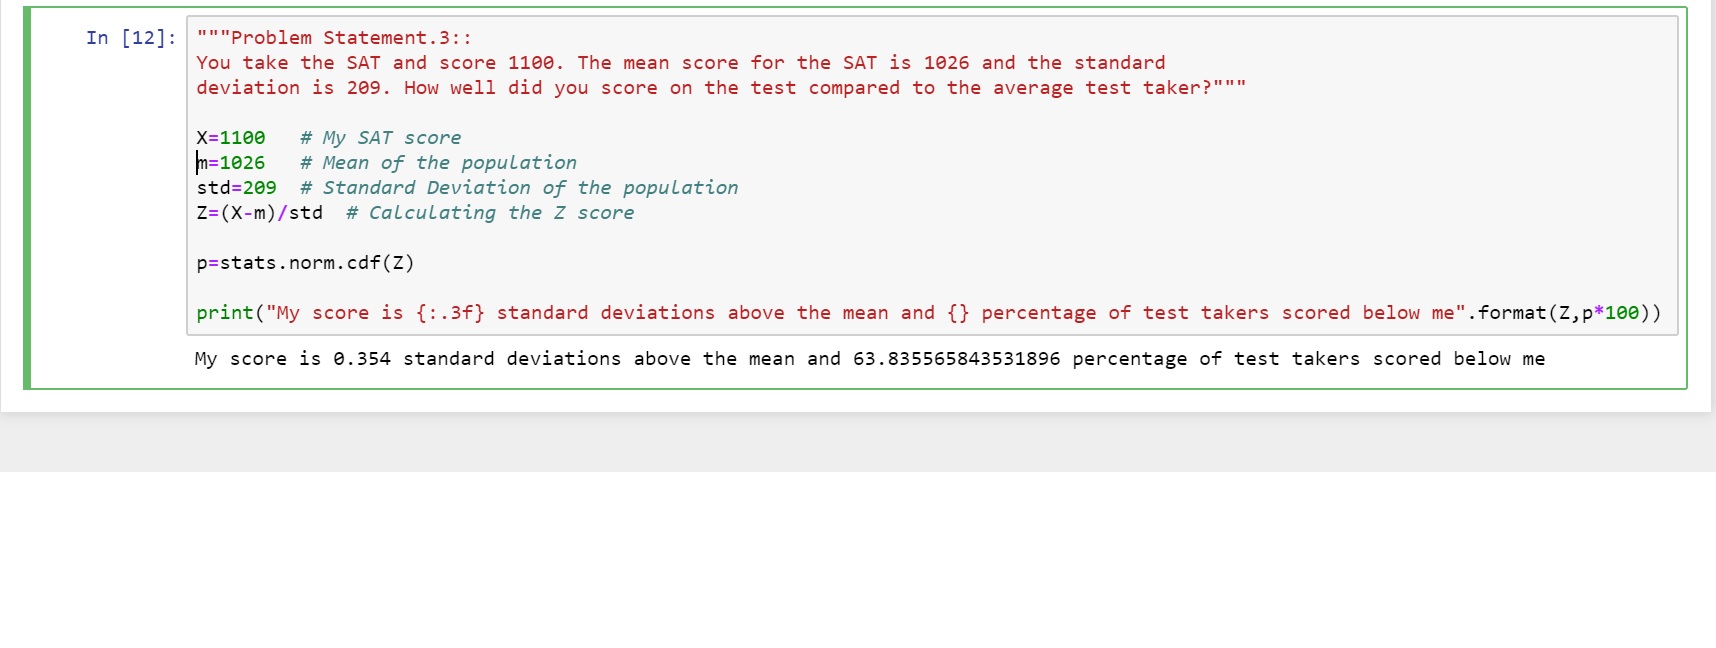 In [12]:
"""Problem Statement.3::
You take the SAT and score 1100. The mean score for the SAT is 1026 and the standard
deviation is 209. How well did you score on the test compared to the average test taker?"""
X=1100   # My SAT score
m=1026   # Mean of the population
std=209  # Standard Deviation of the population
Z=(X-m)/std  # Calculating the Z score
p=stats.norm.cdf(Z)
print("My score is {:.3f} standard deviations above the mean and {} percentage of test takers scored below me".format(Z,p*100))
My score is 0.354 standard deviations above the mean and 63.835565843531896 percentage of test takers scored below me